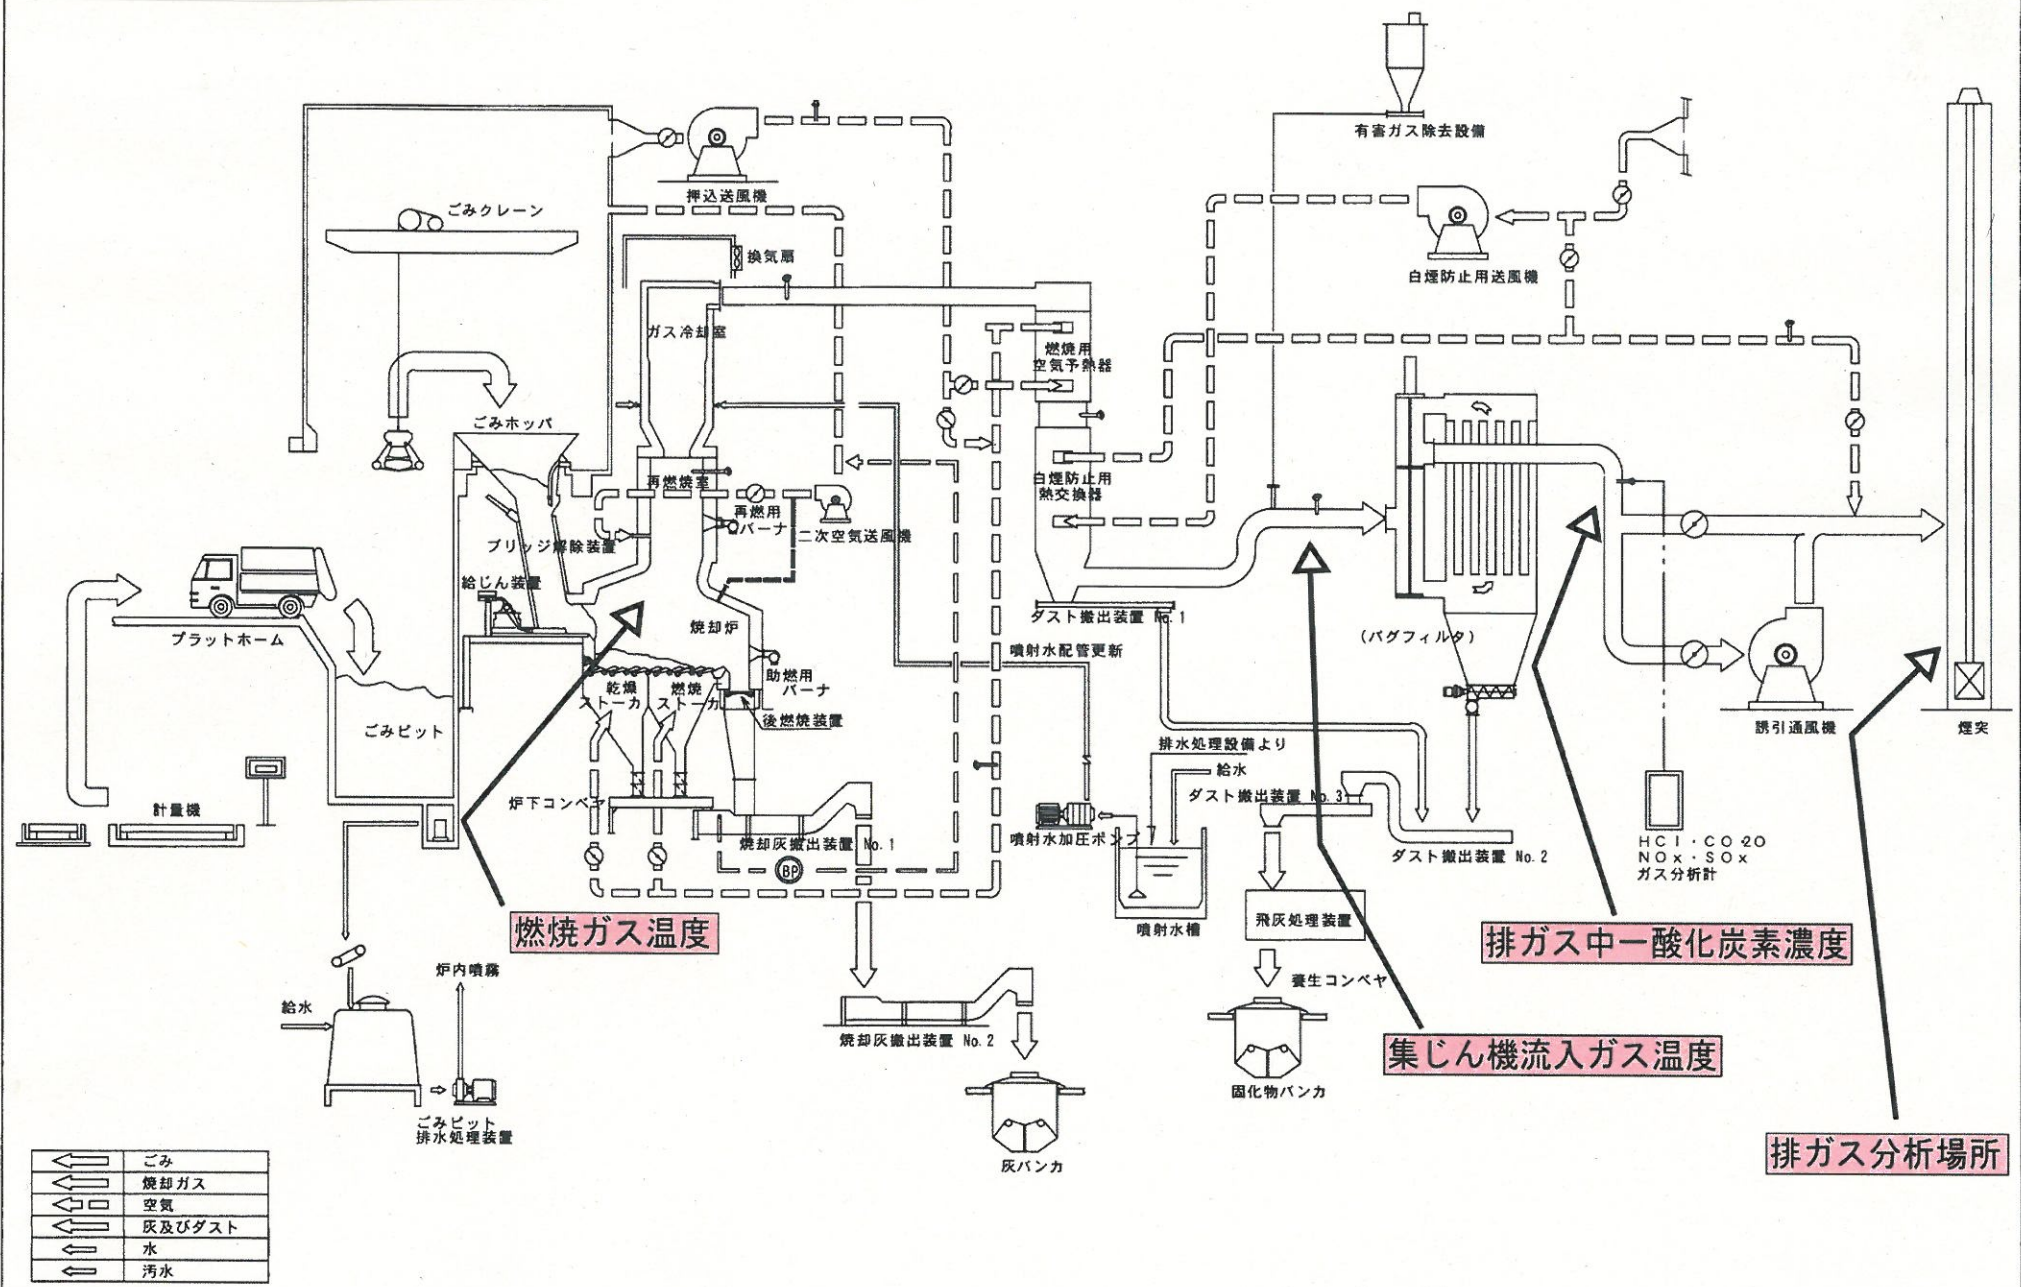 有害ガス除去設備
押込送風機
ごみクレーン
換気扇
白煙防止用送風機
ガス冷却室
燃焼用
空気予熱器
ごみホッパ
再燃焼室
白煙防止用
熱交換器
再燃用
バーナ
二次空気送風機
ブリッジ解除装置
給じん装置
プラットホーム
焼却炉
ダスト搬出装置 No.1
(バグフィルタ)
噴射水配管更新
助燃用
バーナ
乾燥
ストーカ
燃焼
ストーカ
後燃焼装置
ごみピット
誘引通風機
煙突
排水処理設備より
給水
計量機
炉下コンベヤ
ダスト搬出装置 No.3
焼却灰搬出装置 No.1
噴射水加圧ポンプ
ダスト搬出装置 No.2
HCl・CO・2O
NOx・SOx
ガス分析計
BP
燃焼ガス温度
噴射水槽
飛灰処理装置
排ガス中一酸化炭素濃度
炉内噴霧
養生コンベヤ
給水
焼却灰搬出装置 No.2
集じん機流入ガス温度
固化物バンカ
ごみピット
排水処理装置
灰バンカ
排ガス分析場所
ごみ
焼却ガス
空気
灰及びダスト
水
汚水